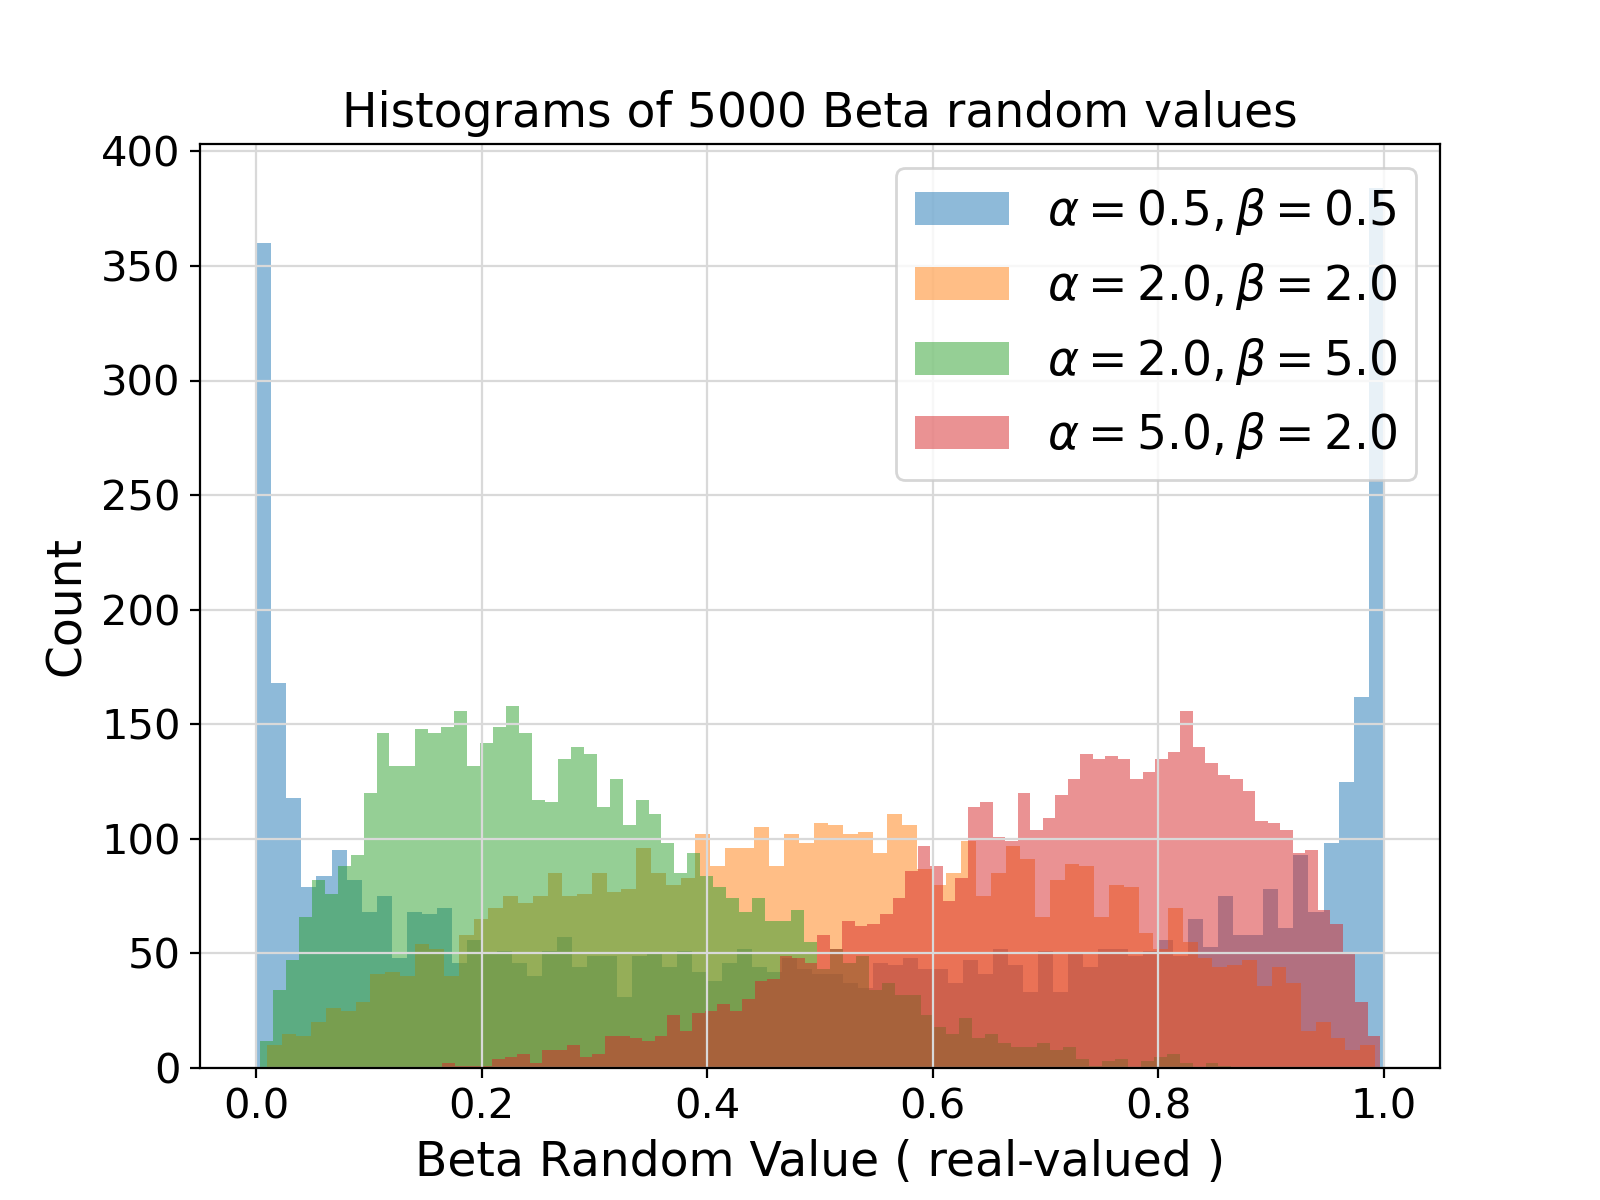 Histograms of 5000 Beta random values
400
350
300
250
200
150
100
50
0
Count
α = 0.5, β = 0.5
α = 2.0, β = 2.0
α = 2.0, β = 5.0
α = 5.0, β = 2.0
0.0 0.2 0.4 0.6 0.8 1.0
Beta Random Value ( real-valued )